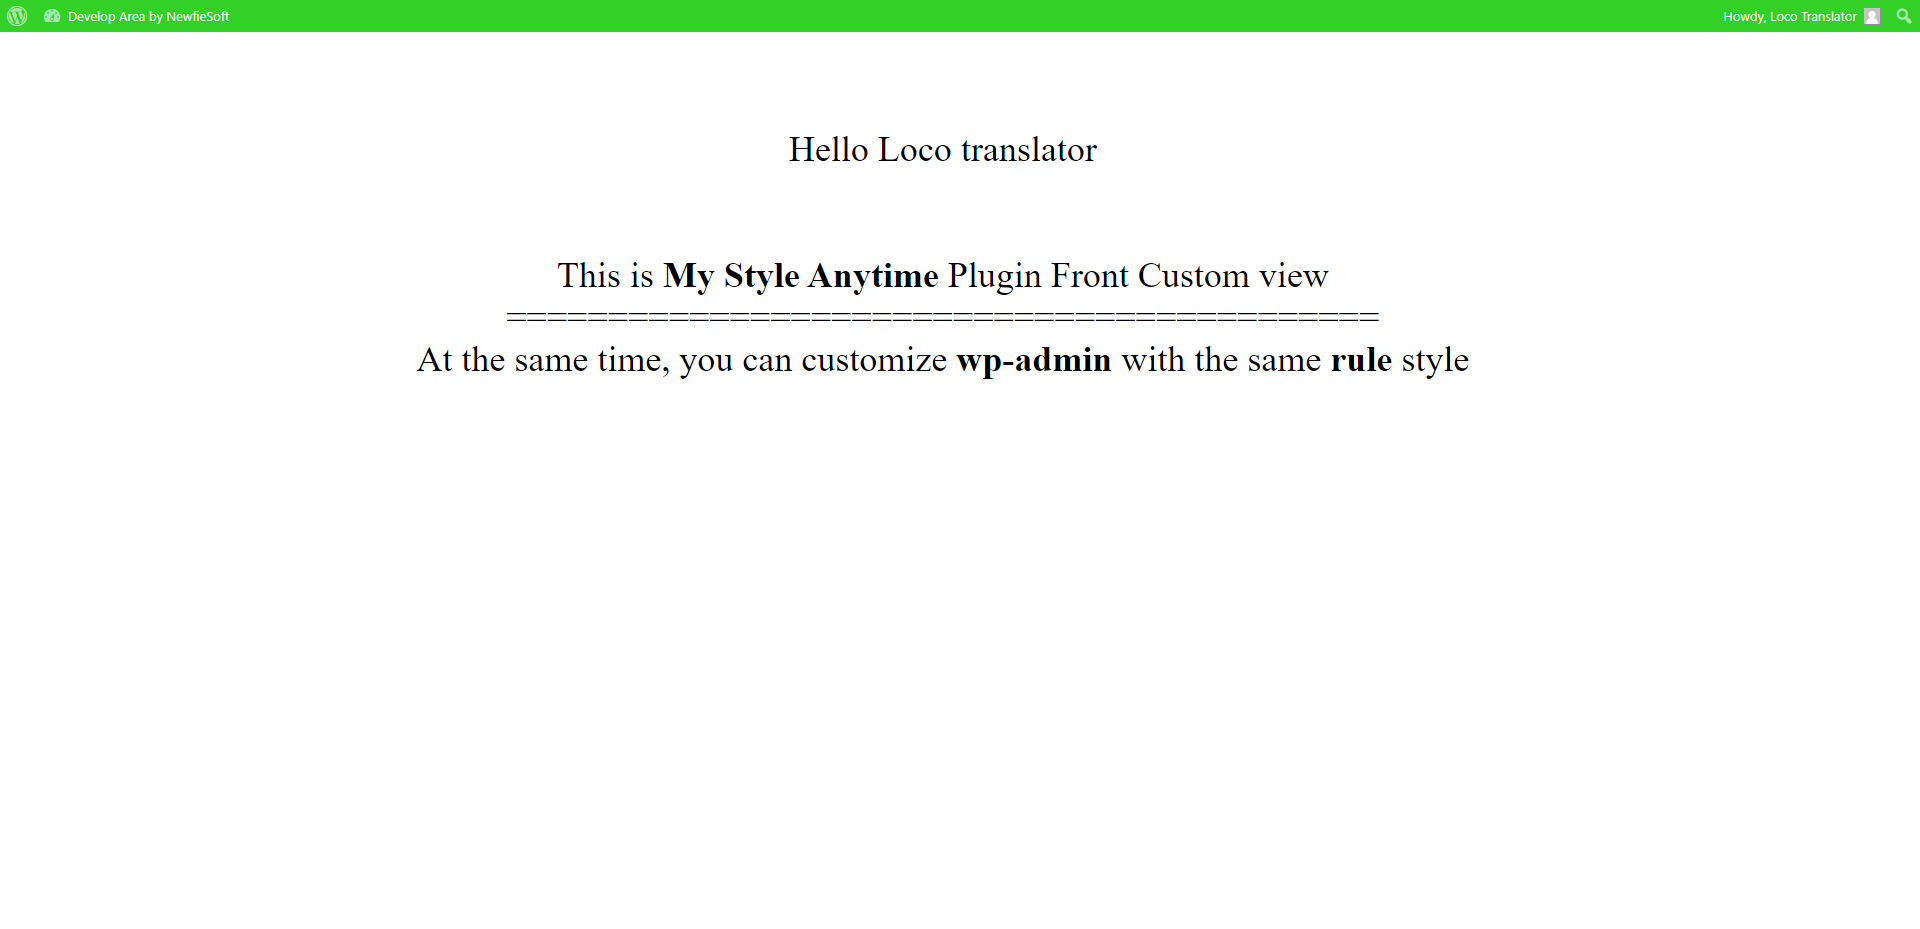 Develop Area by NewfieSoft
Howdy, Loco Translator
Hello Loco translator
This is My Style Anytime Plugin Front Custom view
===========================================
At the same time, you can customize wp-admin with the same rule style